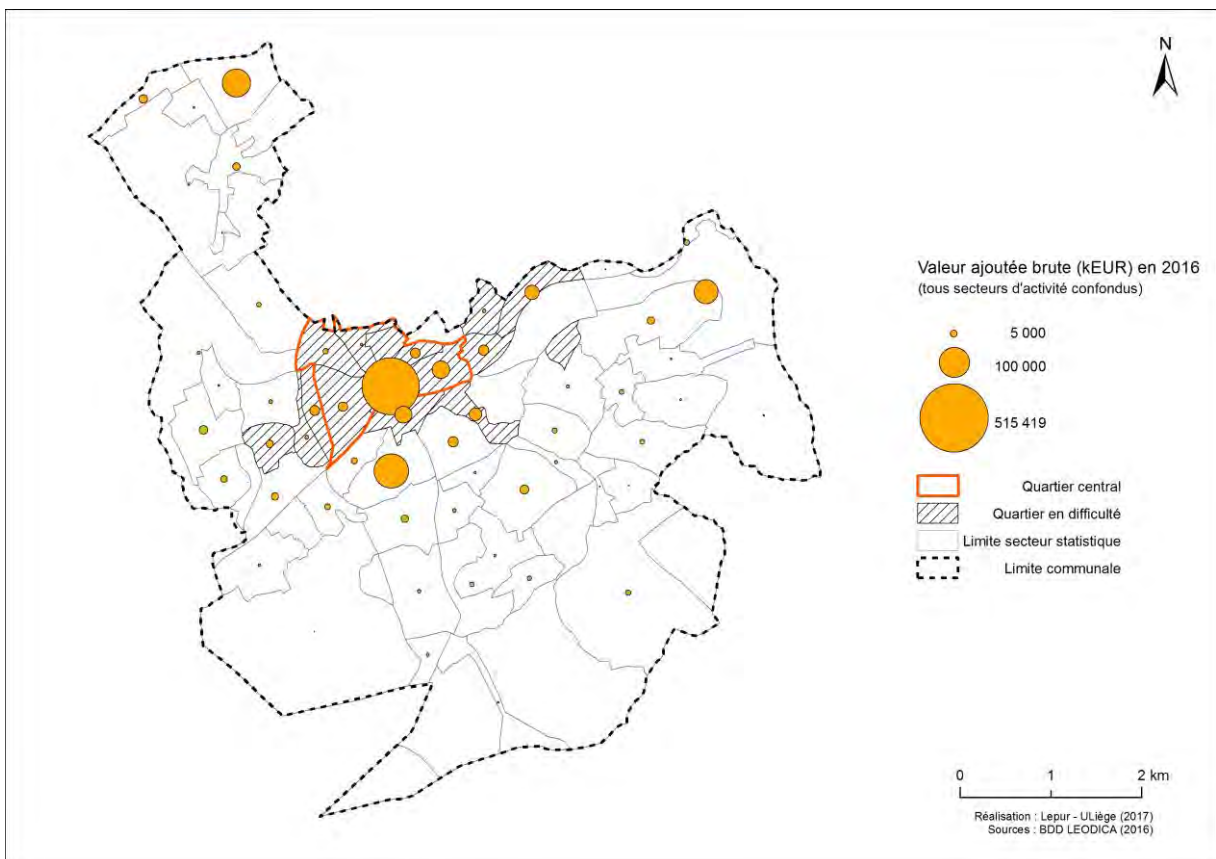 N
Valeur ajoutée brute (kEUR) en 2016
(tous secteurs d'activité confondus)
5 000
100 000
515 419
Quartier central
Quartier en difficulté
Limite secteur statistique
Limite communale
0 1 2 km
Réalisation : Lepur - ULiège (2017)
Sources : BDD LEODICA (2016)